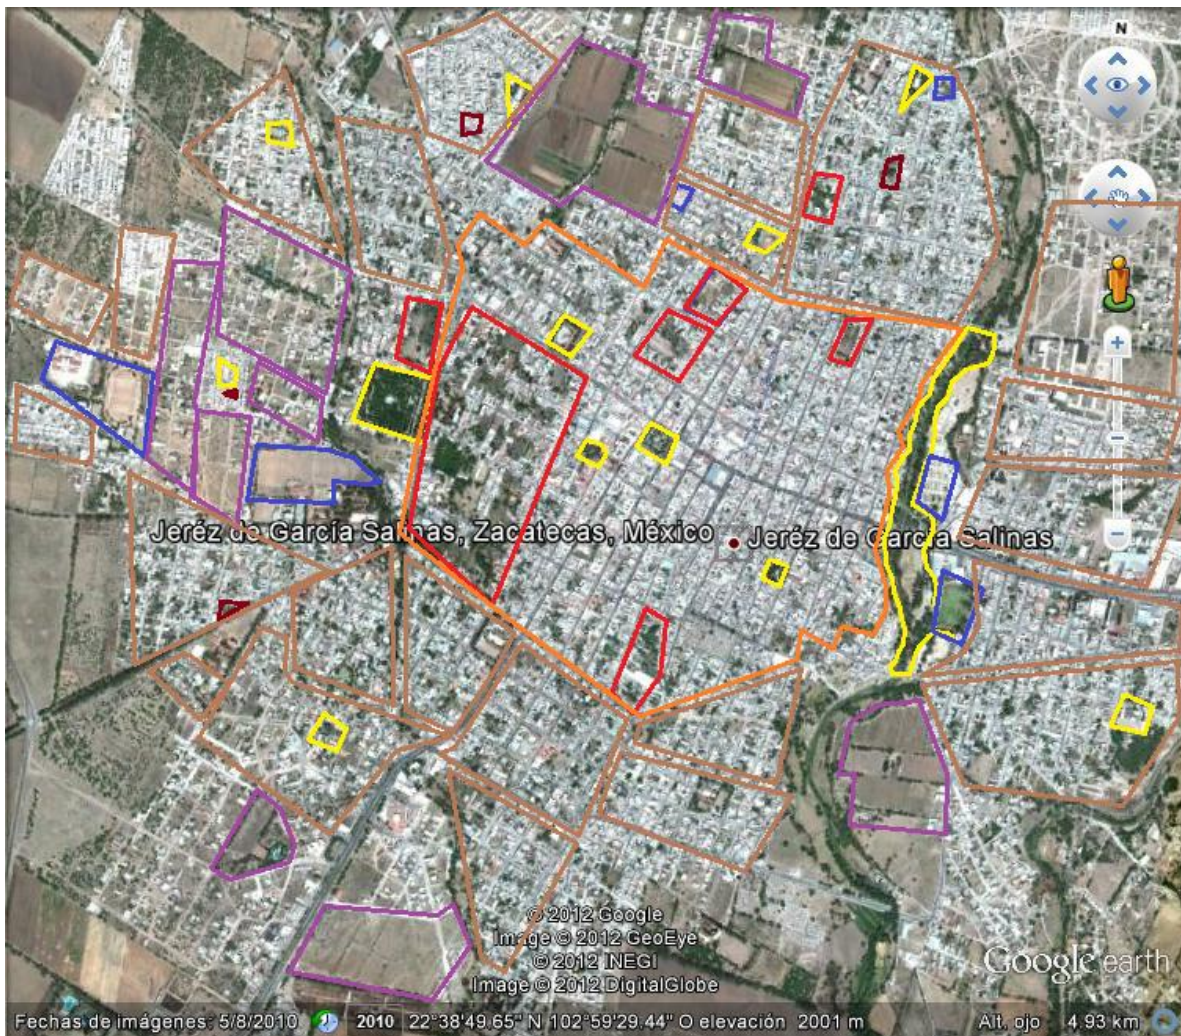 N
Jeréz de García Salinas, Zacatecas, México
Jeréz de García Salinas
© 2012 Google
Image © 2012 GeoEye
© 2012 INEGI
Image © 2012 DigitalGlobe
Google earth
Fechas de imágenes: 5/8/2010 2010 22°38'49.65" N 102°59'29.44" O elevación 2001 m Alt. ojo 4.93 km